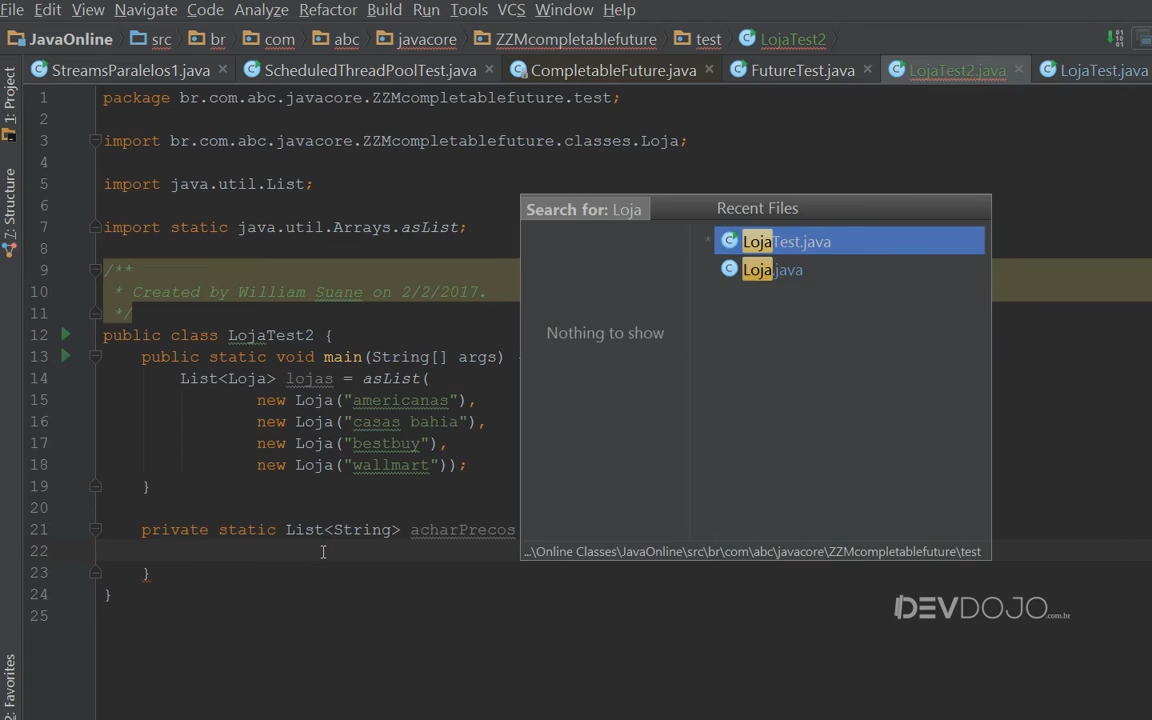 File Edit View Navigate Code Analyze Refactor Build Run Tools VCS Window Help
JavaOnline src br com abc javacore ZZMcompletablefuture test LojaTest2
StreamsParalelos1.java ScheduledThreadPoolTest.java CompletableFuture.java FutureTest.java LojaTest2.java LojaTest.java
1: Project
7: Structure
2: Favorites
1 package br.com.abc.javacore.ZZMcompletablefuture.test;
2
3 import br.com.abc.javacore.ZZMcompletablefuture.classes.Loja;
4
5 import java.util.List;
6
7 import static java.util.Arrays.asList;
8
9 /**
10 * Created by William Suane on 2/2/2017.
11 */
12 public class LojaTest2 {
13 public static void main(String[] args)
14 List<Loja> lojas = asList(
15 new Loja("americanas"),
16 new Loja("casas bahia"),
17 new Loja("bestbuy"),
18 new Loja("wallmart"));
19 }
20
21 private static List<String> acharPrecos
22
23 }
24 }
25
Search for: Loja
Recent Files
Nothing to show
* LojaTest.java
Loja.java
...\Online Classes\JavaOnline\src\br\com\abc\javacore\ZZMcompletablefuture\test
DEVDOJO.com.br